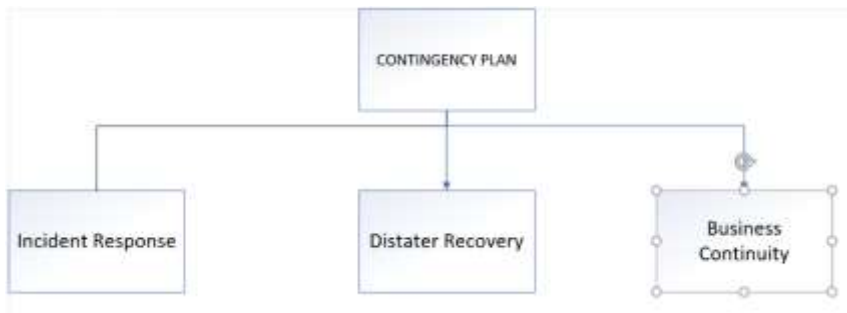 CONTINGENCY PLAN
Incident Response
Distater Recovery
Business
Continuity